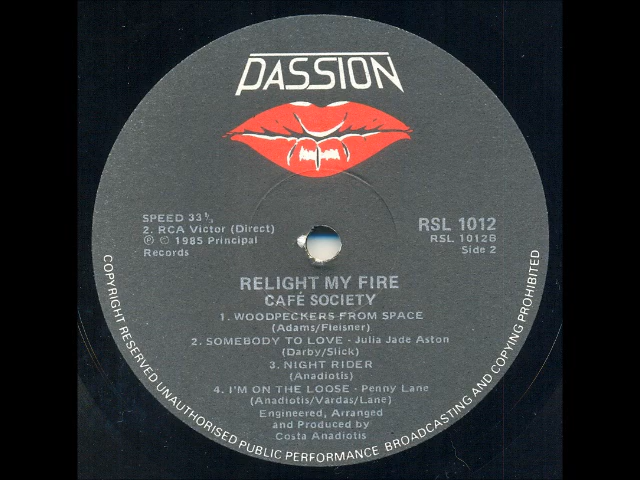 PASSION
SPEED 33⅓
2. RCA Victor (Direct)
Ⓟ © 1985 Principal
Records
RSL 1012
RSL 1012B
Side 2
RELIGHT MY FIRE
CAFÉ SOCIETY
1. WOODPECKERS FROM SPACE
(Adams/Fleisner)
2. SOMEBODY TO LOVE - Julia Jade Aston
(Darby/Slick)
3. NIGHT RIDER
(Anadiotis)
4. I'M ON THE LOOSE - Penny Lane
(Anadiotis/Vardas/Lane)
Engineered, Arranged
and Produced by
Costa Anadiotis
COPYRIGHT RESERVED UNAUTHORISED PUBLIC PERFORMANCE BROADCASTING AND COPYING PROHIBITED